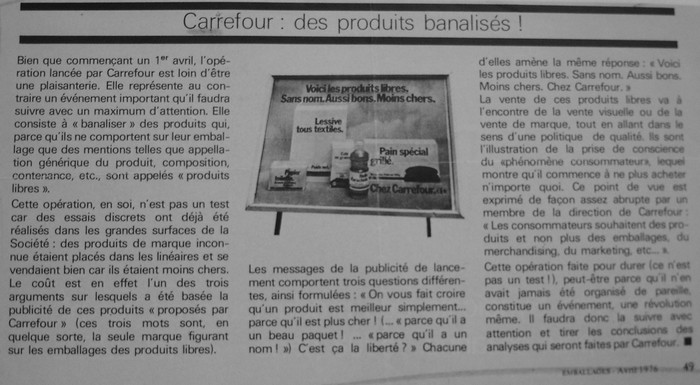 Carrefour : des produits banalisés !
Bien que commençant un 1er avril, l'opé-
ration lancée par Carrefour est loin d'être
une plaisanterie. Elle représente au con-
traire un événement important qu'il faudra
suivre avec un maximum d'attention. Elle
consiste à « banaliser » des produits qui,
parce qu'ils ne comportent sur leur embal-
lage que des mentions telles que appella-
tion générique du produit, composition,
contenance, etc., sont appelés « produits
libres ».
Cette opération, en soi, n'est pas un test
car des essais discrets ont déjà été
réalisés dans les grandes surfaces de la
Société : des produits de marque incon-
nue étaient placés dans les linéaires et se
vendaient bien car ils étaient moins chers.
Le coût est en effet l'un des trois
arguments sur lesquels a été basée la
publicité de ces produits « proposés par
Carrefour » (ces trois mots sont, en
quelque sorte, la seule marque figurant
sur les emballages des produits libres).
Voici les produits libres.
Sans nom. Aussi bons. Moins chers.
Lessive
tous textiles.
Pain spécial
grillé.
Chez Carrefour.
Les messages de la publicité de lance-
ment comportent trois questions différen-
tes, ainsi formulées : « On vous fait croire
qu'un produit est meilleur simplement...
parce qu'il est plus cher ! (... « parce qu'il a
un beau paquet ! ... « parce qu'il a un
nom ! ») C'est ça la liberté ? » Chacune
d'elles amène la même réponse : « Voici
les produits libres. Sans nom. Aussi bons.
Moins chers. Chez Carrefour. »
La vente de ces produits libres va à
l'encontre de la vente visuelle ou de la
vente de marque, tout en allant dans le
sens d'une politique de qualité. Ils sont
l'illustration de la prise de conscience
du «phénomène consommateur», lequel
montre qu'il commence à ne plus acheter
n'importe quoi. Ce point de vue est
exprimé de façon assez abrupte par un
membre de la direction de Carrefour :
« Les consommateurs souhaitent des pro-
duits et non plus des emballages, du
merchandising, du marketing, etc... ».
Cette opération faite pour durer (ce n'est
pas un test !), peut-être parce qu'il n'en
avait jamais été organisé de pareille,
constitue un événement, une révolution
même. Il faudra donc la suivre avec
attention et tirer les conclusions des
analyses qui seront faites par Carrefour. ■
EMBALLAGES Avril 1976 49